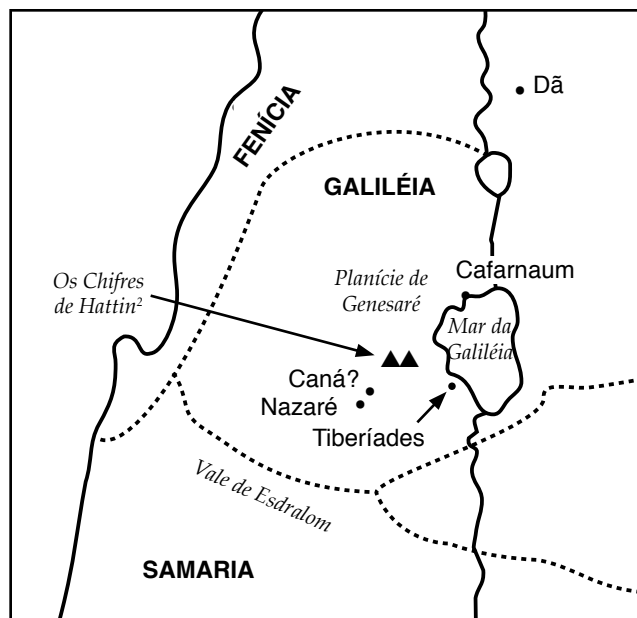 Dã
FENÍCIA
GALILÉIA
Os Chifres
de Hattin²
Planície de
Genesaré
Cafarnaum
Mar da
Galiléia
Caná?
Nazaré
Tiberíades
Vale de Esdralom
SAMARIA